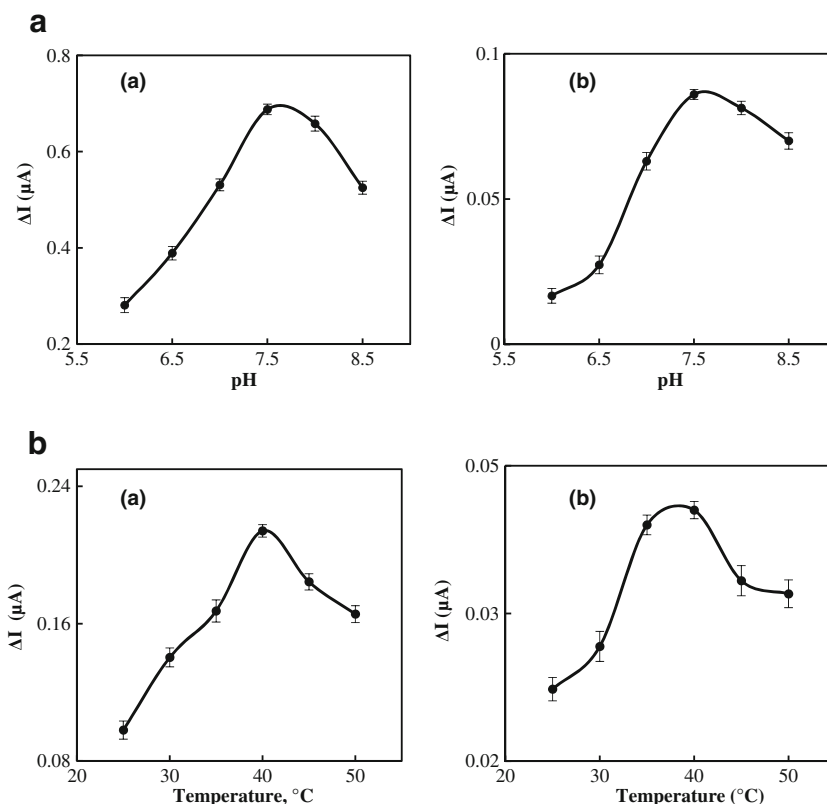 a
(a)
0.8
0.6
0.4
0.2
ΔI (µA)
5.5 6.5 7.5 8.5
pH
(b)
0.1
0.05
0
ΔI (µA)
5.5 6.5 7.5 8.5
pH
b
(a)
0.24
0.16
0.08
ΔI (µA)
20 30 40 50
Temperature, °C
(b)
0.05
0.03
0.02
ΔI (µA)
20 30 40 50
Temperature (°C)